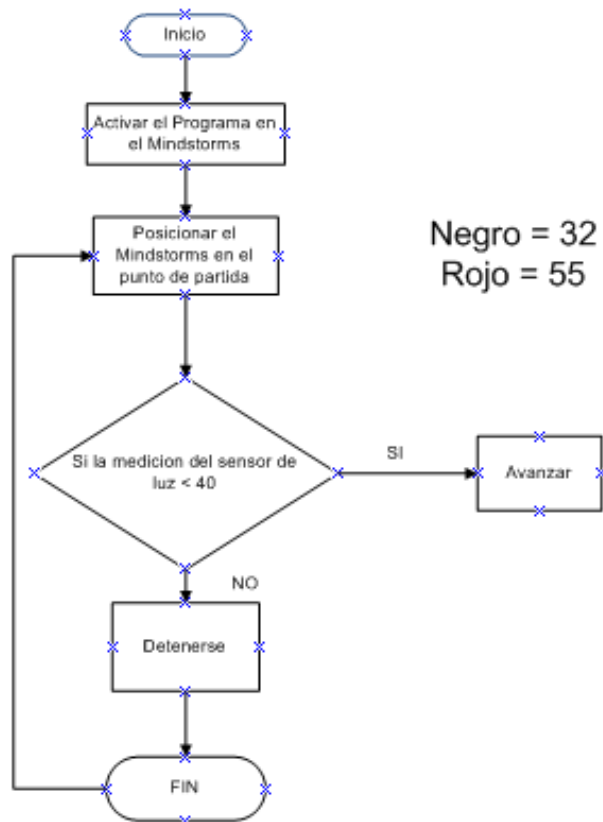 Inicio
Activar el Programa en
el Mindstorms
Posicionar el
Mindstorms en el
punto de partida
Negro = 32
Rojo = 55
Si la medicion del sensor de
luz < 40
SI
Avanzar
NO
Detenerse
FIN